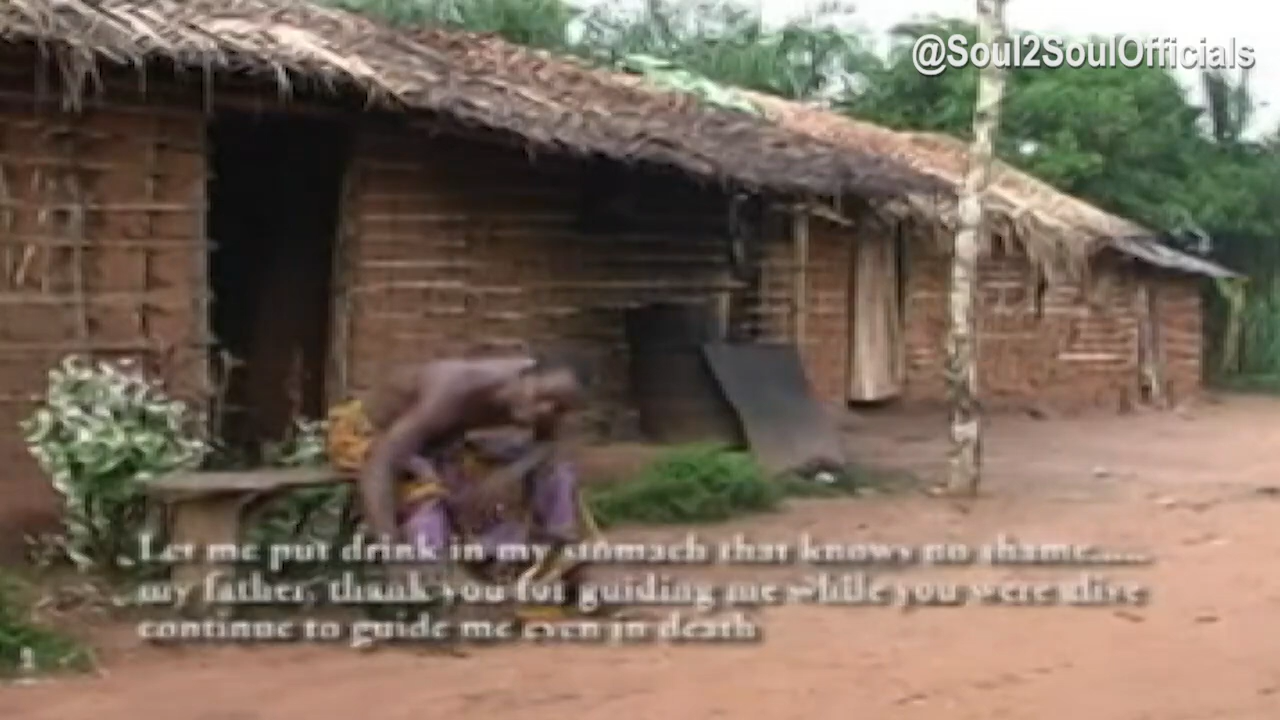 @Soul2SoulOfficials
Let me put drink in my stomach that knows no shame.....
my father, thank you for guiding me while you were alive
continue to guide me even in death